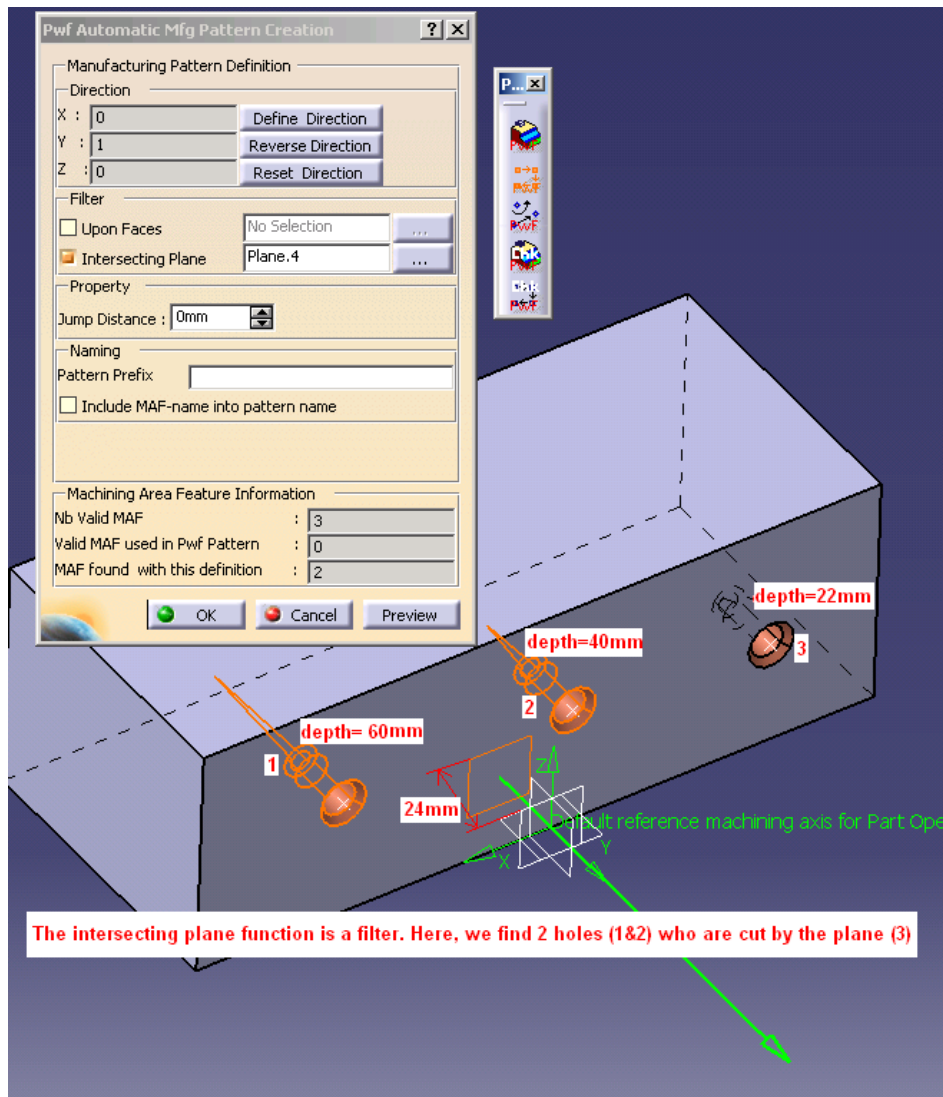 Pwf Automatic Mfg Pattern Creation
Manufacturing Pattern Definition
Direction
X : 0 Define Direction
Y : 1 Reverse Direction
Z : 0 Reset Direction
Filter
Upon Faces No Selection ...
Intersecting Plane Plane.4 ...
Property
Jump Distance : 0mm
Naming
Pattern Prefix
Include MAF-name into pattern name
Machining Area Feature Information
Nb Valid MAF : 3
Valid MAF used in Pwf Pattern : 0
MAF found with this definition : 2
OK Cancel Preview
P...
depth=22mm
3
depth=40mm
2
depth= 60mm
1
24mm
Z
Default reference machining axis for Part Ope
X
Y
The intersecting plane function is a filter. Here, we find 2 holes (1&2) who are cut by the plane (3)